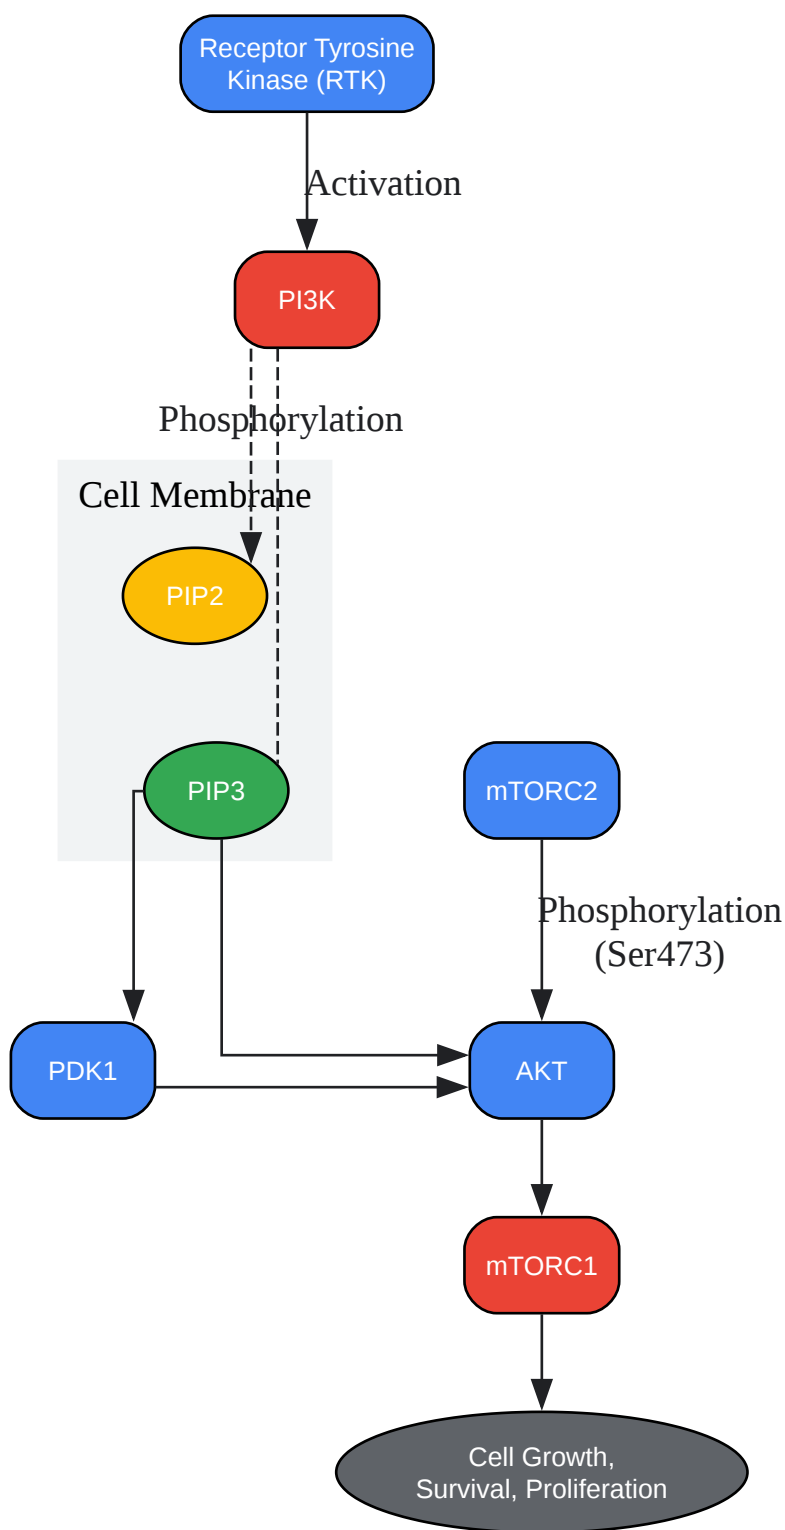 Receptor Tyrosine
Kinase (RTK)
Activation
PI3K
Phosphorylation
Cell Membrane
PIP2
PIP3
mTORC2
Phosphorylation
(Ser473)
PDK1
AKT
mTORC1
Cell Growth,
Survival, Proliferation